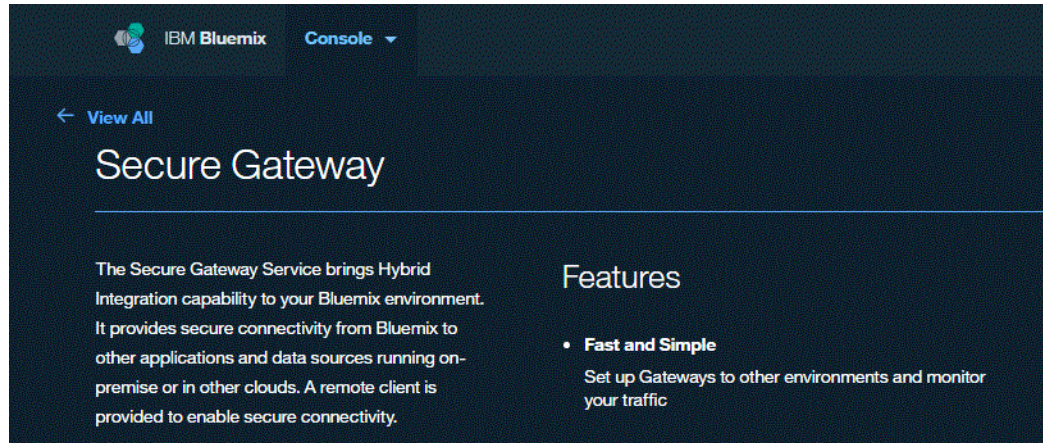 IBM Bluemix Console
View All
Secure Gateway
The Secure Gateway Service brings Hybrid
Integration capability to your Bluemix environment.
It provides secure connectivity from Bluemix to
other applications and data sources running on-
premise or in other clouds. A remote client is
provided to enable secure connectivity.
Features
• Fast and Simple
Set up Gateways to other environments and monitor
your traffic